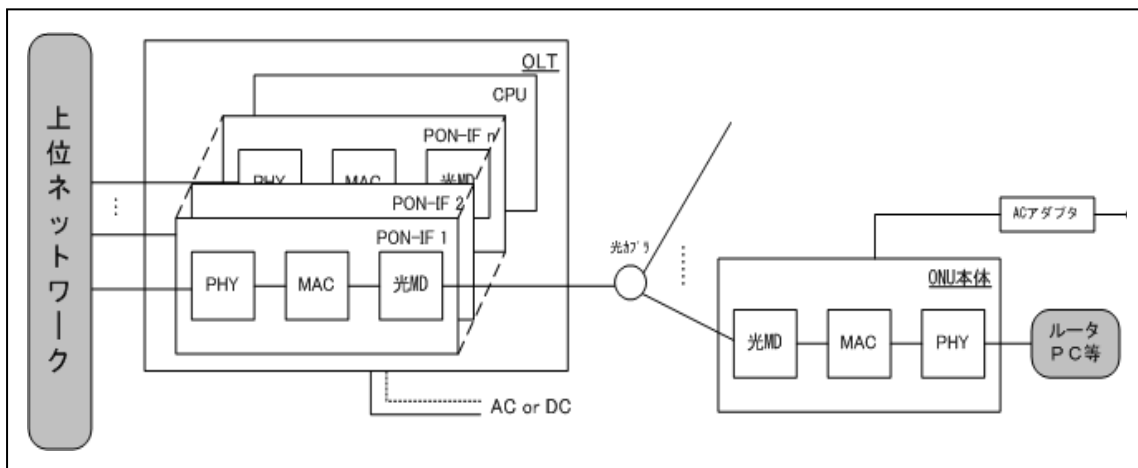 上位ネットワーク
OLT
CPU
PON-IF n
PHY
MAC
光MD
PON-IF 2
PON-IF 1
PHY
MAC
光MD
AC or DC
光ｶﾌﾟﾗ
ACアダプタ
ONU本体
光MD
MAC
PHY
ルータ
ＰＣ等